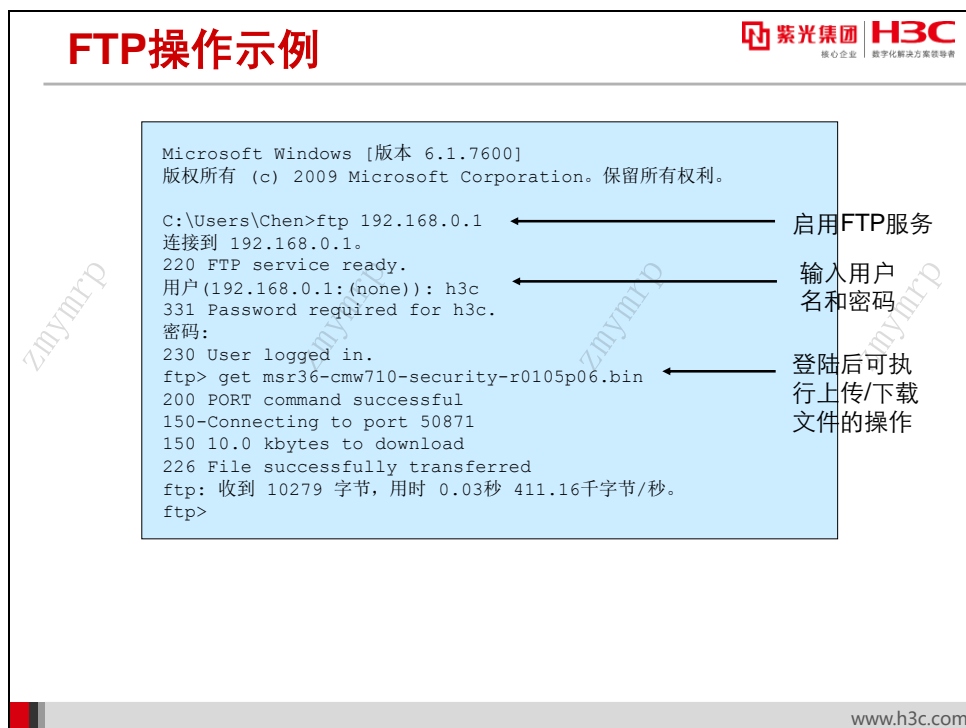 FTP操作示例
紫光集团
核心企业
H3C
数字化解决方案领导者
Microsoft Windows [版本 6.1.7600]
版权所有 (c) 2009 Microsoft Corporation。保留所有权利。
C:\Users\Chen>ftp 192.168.0.1
连接到 192.168.0.1。
220 FTP service ready.
用户(192.168.0.1:(none)): h3c
331 Password required for h3c.
密码:
230 User logged in.
ftp> get msr36-cmw710-security-r0105p06.bin
200 PORT command successful
150-Connecting to port 50871
150 10.0 kbytes to download
226 File successfully transferred
ftp: 收到 10279 字节，用时 0.03秒 411.16千字节/秒。
ftp>
启用FTP服务
输入用户
名和密码
登陆后可执
行上传/下载
文件的操作
zmymrp
zmymrp
zmymrp
zmymrp
www.h3c.com